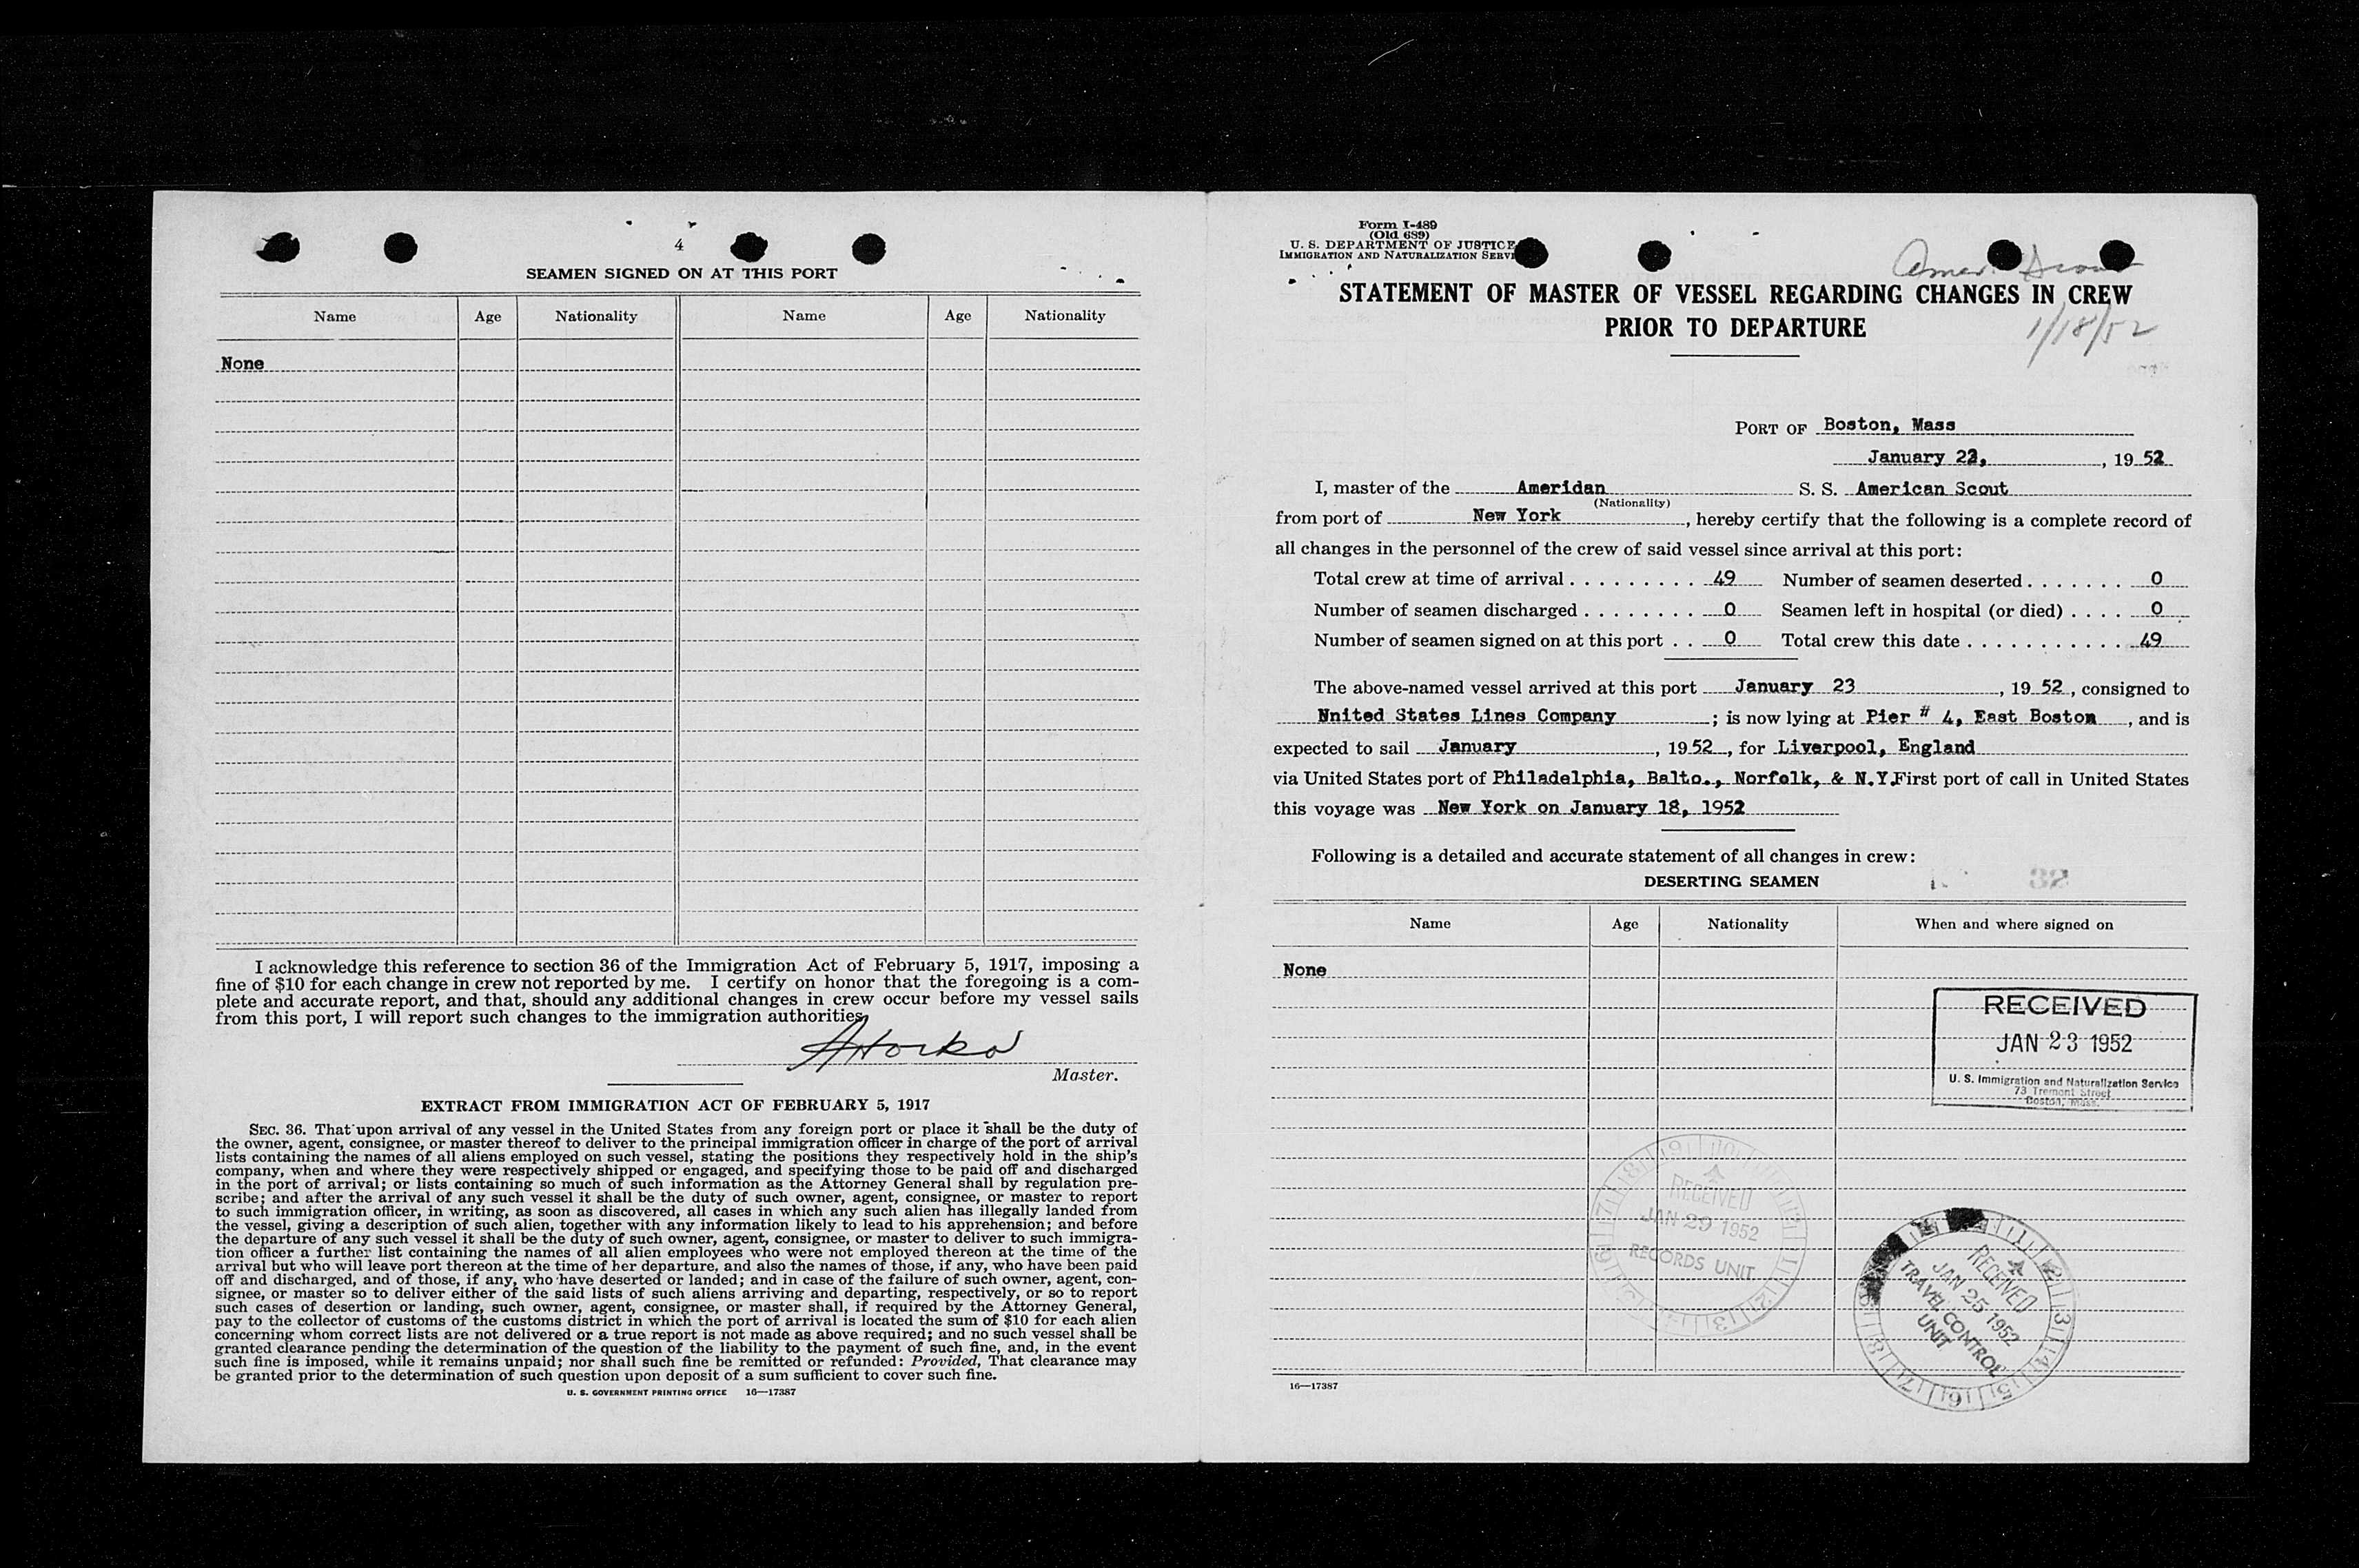 4
SEAMEN SIGNED ON AT THIS PORT
Name Age Nationality Name Age Nationality
None
I acknowledge this reference to section 36 of the Immigration Act of February 5, 1917, imposing a
fine of $10 for each change in crew not reported by me. I certify on honor that the foregoing is a com-
plete and accurate report, and that, should any additional changes in crew occur before my vessel sails
from this port, I will report such changes to the immigration authorities.
Master.
EXTRACT FROM IMMIGRATION ACT OF FEBRUARY 5, 1917
SEC. 36. That upon arrival of any vessel in the United States from any foreign port or place it shall be the duty of
the owner, agent, consignee, or master thereof to deliver to the principal immigration officer in charge of the port of arrival
lists containing the names of all aliens employed on such vessel, stating the positions they respectively hold in the ship's
company, when and where they were respectively shipped or engaged, and specifying those to be paid off and discharged
in the port of arrival; or lists containing so much of such information as the Attorney General shall by regulation pre-
scribe; and after the arrival of any such vessel it shall be the duty of such owner, agent, consignee, or master to report
to such immigration officer, in writing, as soon as discovered, all cases in which any such alien has illegally landed from
the vessel, giving a description of such alien, together with any information likely to lead to his apprehension; and before
the departure of any such vessel it shall be the duty of such owner, agent, consignee, or master to deliver to such immigra-
tion officer a further list containing the names of all alien employees who were not employed thereon at the time of the
arrival but who will leave port thereon at the time of her departure, and also the names of those, if any, who have been paid
off and discharged, and of those, if any, who have deserted or landed; and in case of the failure of such owner, agent, con-
signee, or master so to deliver either of the said lists of such aliens arriving and departing, respectively, or so to report
such cases of desertion or landing, such owner, agent, consignee, or master shall, if required by the Attorney General,
pay to the collector of customs of the customs district in which the port of arrival is located the sum of $10 for each alien
concerning whom correct lists are not delivered or a true report is not made as above required; and no such vessel shall be
granted clearance pending the determination of the question of the liability to the payment of such fine, and, in the event
such fine is imposed, while it remains unpaid; nor shall such fine be remitted or refunded: Provided, That clearance may
be granted prior to the determination of such question upon deposit of a sum sufficient to cover such fine.
U. S. GOVERNMENT PRINTING OFFICE 16—17387
Form I-489
(Old 689)
U. S. DEPARTMENT OF JUSTICE
IMMIGRATION AND NATURALIZATION SERVI
Amer. Scout
STATEMENT OF MASTER OF VESSEL REGARDING CHANGES IN CREW
PRIOR TO DEPARTURE
1/18/52
PORT OF Boston, Mass
January 23, , 19 52
I, master of the Ameridan S. S. American Scout
(Nationality)
from port of New York , hereby certify that the following is a complete record of
all changes in the personnel of the crew of said vessel since arrival at this port:
Total crew at time of arrival . . . . . . . . . 49 Number of seamen deserted . . . . . . . 0
Number of seamen discharged . . . . . . . . 0 Seamen left in hospital (or died) . . . . 0
Number of seamen signed on at this port . . 0 Total crew this date . . . . . . . . . . . . 49
The above-named vessel arrived at this port January 23 , 19 52 , consigned to
United States Lines Company ; is now lying at Pier # 4, East Boston , and is
expected to sail January , 1952 , for Liverpool, England
via United States port of Philadelphia, Balto., Norfolk, & N.Y. First port of call in United States
this voyage was New York on January 18, 1952
Following is a detailed and accurate statement of all changes in crew:
DESERTING SEAMEN
32
Name Age Nationality When and where signed on
None
RECEIVED
JAN 23 1952
U. S. Immigration and Naturalization Service
73 Tremont Street
Boston, Mass.
RECEIVED
JAN 29 1952
RECORDS UNIT
RECEIVED
JAN 25 1952
TRAVEL CONTROL
UNIT
16—17387